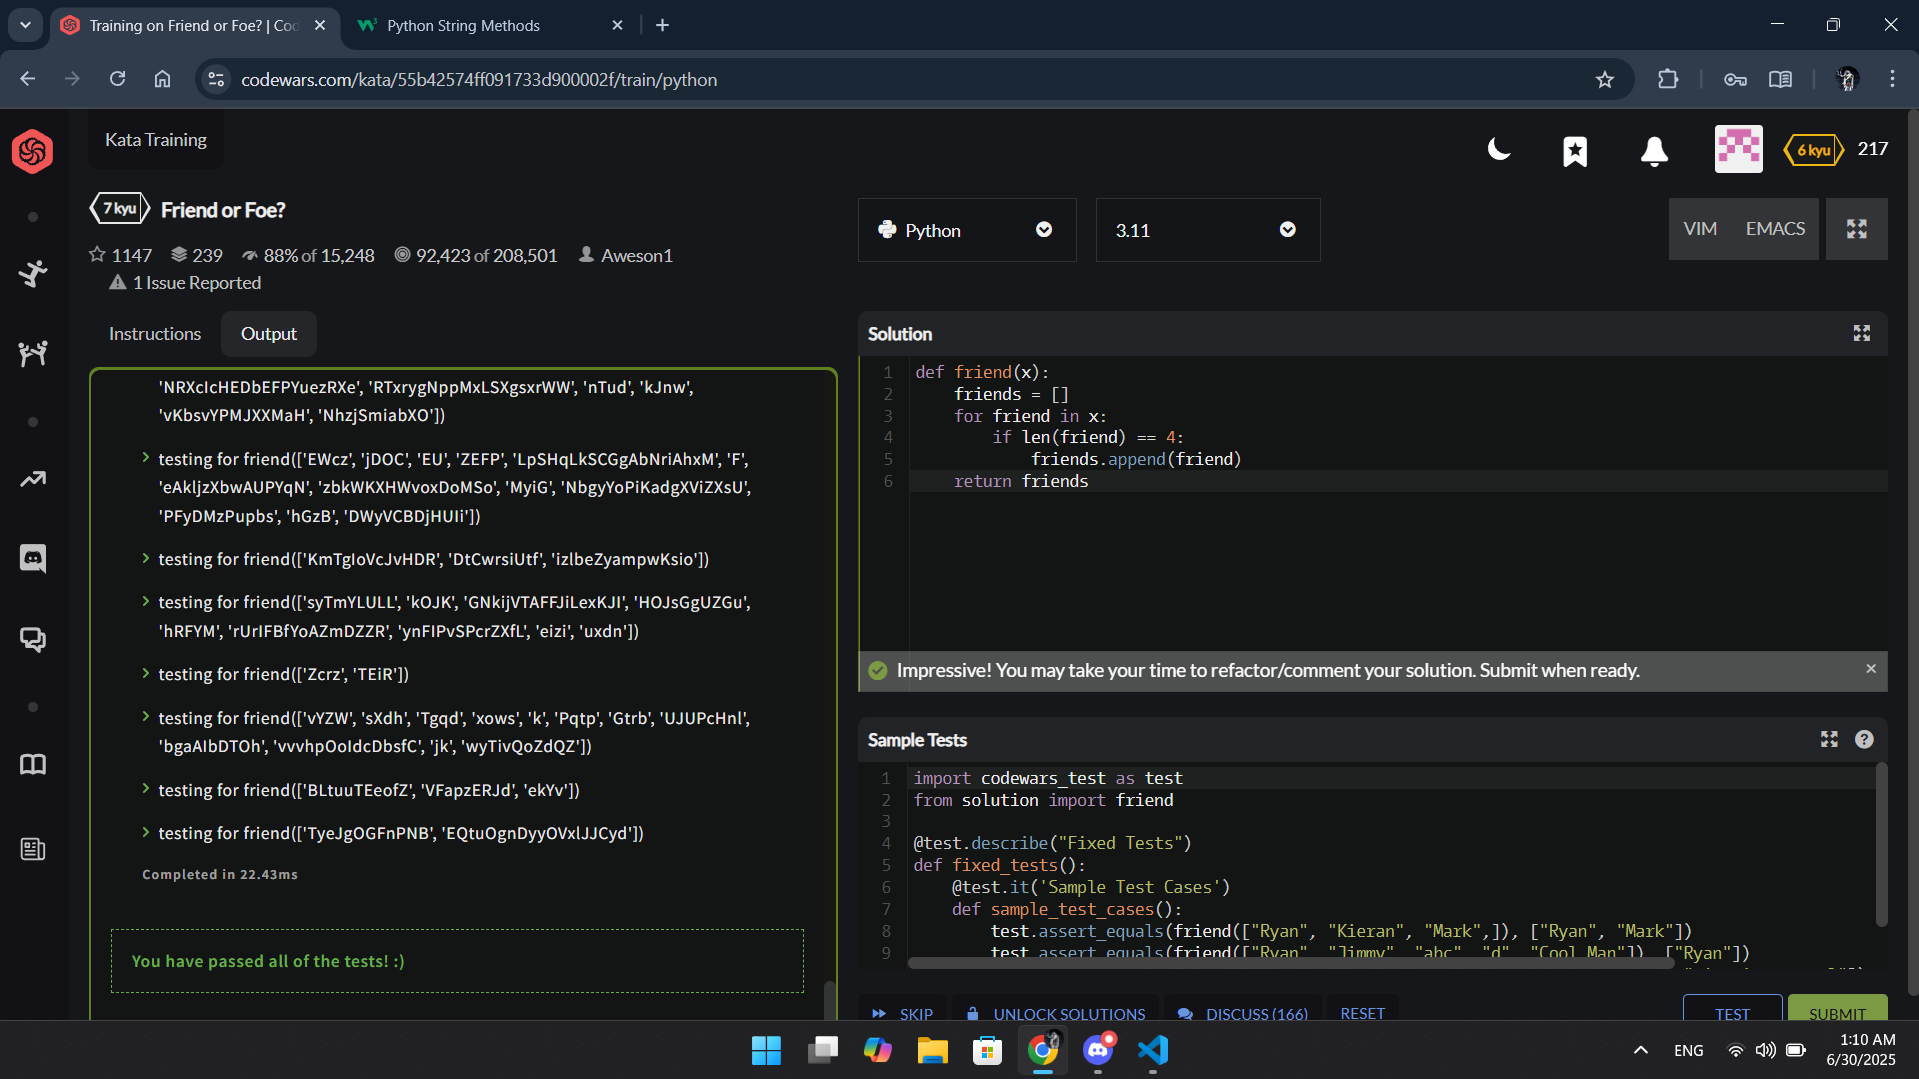 Training on Friend or Foe? | Co
Python String Methods
codewars.com/kata/55b42574ff091733d900002f/train/python
Kata Training
6 kyu 217
7 kyu Friend or Foe?
1147 239 88% of 15,248 92,423 of 208,501 Aweson1
1 Issue Reported
Python 3.11 VIM EMACS
Instructions Output
'NRXcIcHEDbEFPYuezRXe', 'RTxrygNppMxLSXgsxrWW', 'nTud', 'kJnw',
'vKbsvYPMJXXMaH', 'NhzjSmiabXO'])
testing for friend(['EWcz', 'jDOC', 'EU', 'ZEFP', 'LpSHqLkSCGgAbNriAhxM', 'F',
'eAkljzXbwAUPYqN', 'zbkWKXHWvoxDoMSo', 'MyiG', 'NbgyYoPiKadgXViZXsU',
'PFyDMzPupbs', 'hGzB', 'DWyVCBDjHUIi'])
testing for friend(['KmTgIoVcJvHDR', 'DtCwrsiUtf', 'izlbeZyampwKsio'])
testing for friend(['syTmYLULL', 'kOJK', 'GNkijVTAFFJiLexKJI', 'HOJsGgUZGu',
'hRFYM', 'rUrIFBfYoAZmDZZR', 'ynFIPvSPcrZXfL', 'eizi', 'uxdn'])
testing for friend(['Zcrz', 'TEiR'])
testing for friend(['vYZW', 'sXdh', 'Tgqd', 'xows', 'k', 'Pqtp', 'Gtrb', 'UJUPcHnl',
'bgaAIbDTOh', 'vvvhpOoIdcDbsfC', 'jk', 'wyTivQoZdQZ'])
testing for friend(['BLtuuTEeofZ', 'VFapzERJd', 'ekYv'])
testing for friend(['TyeJgOGFnPNB', 'EQtuOgnDyyOVxlJJCyd'])
Completed in 22.43ms
You have passed all of the tests! :)
Solution
1 def friend(x):
2 friends = []
3 for friend in x:
4 if len(friend) == 4:
5 friends.append(friend)
6 return friends
Impressive! You may take your time to refactor/comment your solution. Submit when ready.
Sample Tests
1 import codewars_test as test
2 from solution import friend
3
4 @test.describe("Fixed Tests")
5 def fixed_tests():
6 @test.it('Sample Test Cases')
7 def sample_test_cases():
8 test.assert_equals(friend(["Ryan", "Kieran", "Mark",]), ["Ryan", "Mark"])
9 test.assert_equals(friend(["Ryan", "Jimmy", "abc", "d", "Cool Man"]), ["Ryan"])
SKIP UNLOCK SOLUTIONS DISCUSS (166) RESET TEST SUBMIT
ENG
1:10 AM
6/30/2025